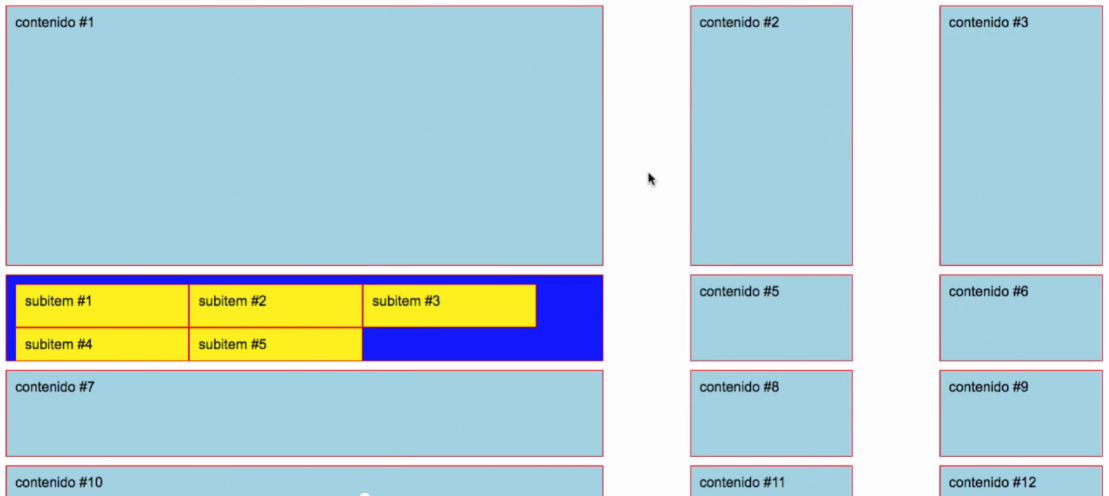 contenido #1
contenido #2
contenido #3
subitem #1
subitem #2
subitem #3
subitem #4
subitem #5
contenido #5
contenido #6
contenido #7
contenido #8
contenido #9
contenido #10
contenido #11
contenido #12